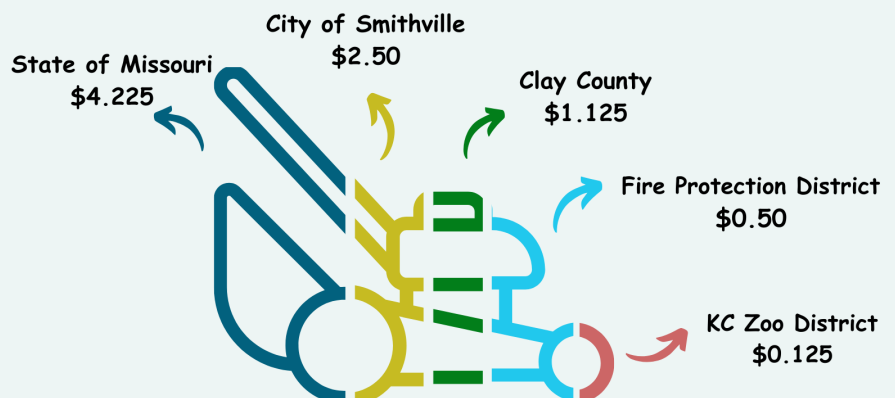 City of Smithville
$2.50
State of Missouri
$4.225
Clay County
$1.125
Fire Protection District
$0.50
KC Zoo District
$0.125